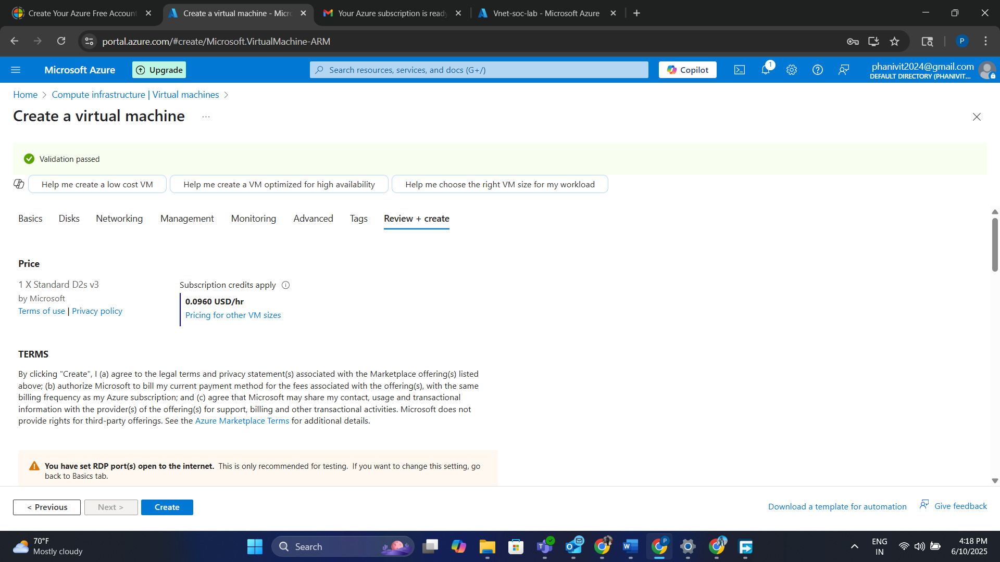 Create Your Azure Free Account
Create a virtual machine - Micro
Your Azure subscription is ready
Vnet-soc-lab - Microsoft Azure
portal.azure.com/#create/Microsoft.VirtualMachine-ARM
P
Microsoft Azure
Upgrade
Search resources, services, and docs (G+/)
Copilot
1
phanivit2024@gmail.com
DEFAULT DIRECTORY (PHANIVIT...
Home > Compute infrastructure | Virtual machines >
Create a virtual machine ...
Validation passed
Help me create a low cost VM
Help me create a VM optimized for high availability
Help me choose the right VM size for my workload
Basics Disks Networking Management Monitoring Advanced Tags Review + create
Price
1 X Standard D2s v3
by Microsoft
Terms of use | Privacy policy
Subscription credits apply
0.0960 USD/hr
Pricing for other VM sizes
TERMS
By clicking "Create", I (a) agree to the legal terms and privacy statement(s) associated with the Marketplace offering(s) listed
above; (b) authorize Microsoft to bill my current payment method for the fees associated with the offering(s), with the same
billing frequency as my Azure subscription; and (c) agree that Microsoft may share my contact, usage and transactional
information with the provider(s) of the offering(s) for support, billing and other transactional activities. Microsoft does not
provide rights for third-party offerings. See the Azure Marketplace Terms for additional details.
You have set RDP port(s) open to the internet. This is only recommended for testing. If you want to change this setting, go
back to Basics tab.
< Previous
Next >
Create
Download a template for automation
Give feedback
70°F
Mostly cloudy
Search
ENG
IN
4:18 PM
6/10/2025